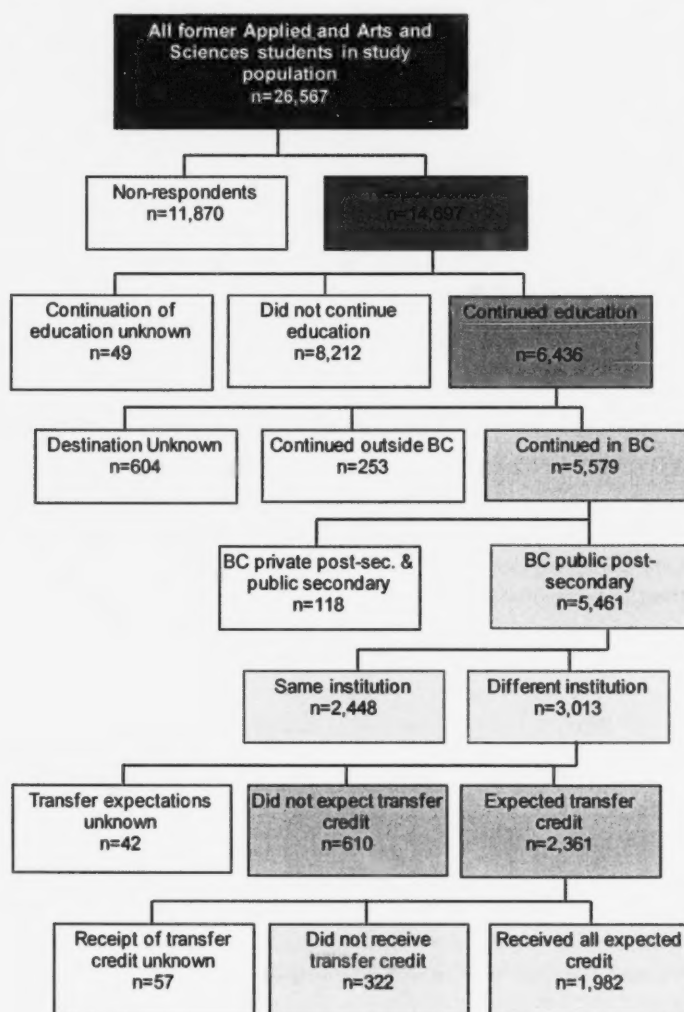 All former Applied and Arts and
Sciences students in study
population
n=26,567
Non-respondents
n=11,870
n=14,697
Continuation of
education unknown
n=49
Did not continue
education
n=8,212
Continued education
n=6,436
Destination Unknown
n=604
Continued outside BC
n=253
Continued in BC
n=5,579
BC private post-sec. &
public secondary
n=118
BC public post-
secondary
n=5,461
Same institution
n=2,448
Different institution
n=3,013
Transfer expectations
unknown
n=42
Did not expect transfer
credit
n=610
Expected transfer
credit
n=2,361
Receipt of transfer
credit unknown
n=57
Did not receive
transfer credit
n=322
Received all expected
credit
n=1,982